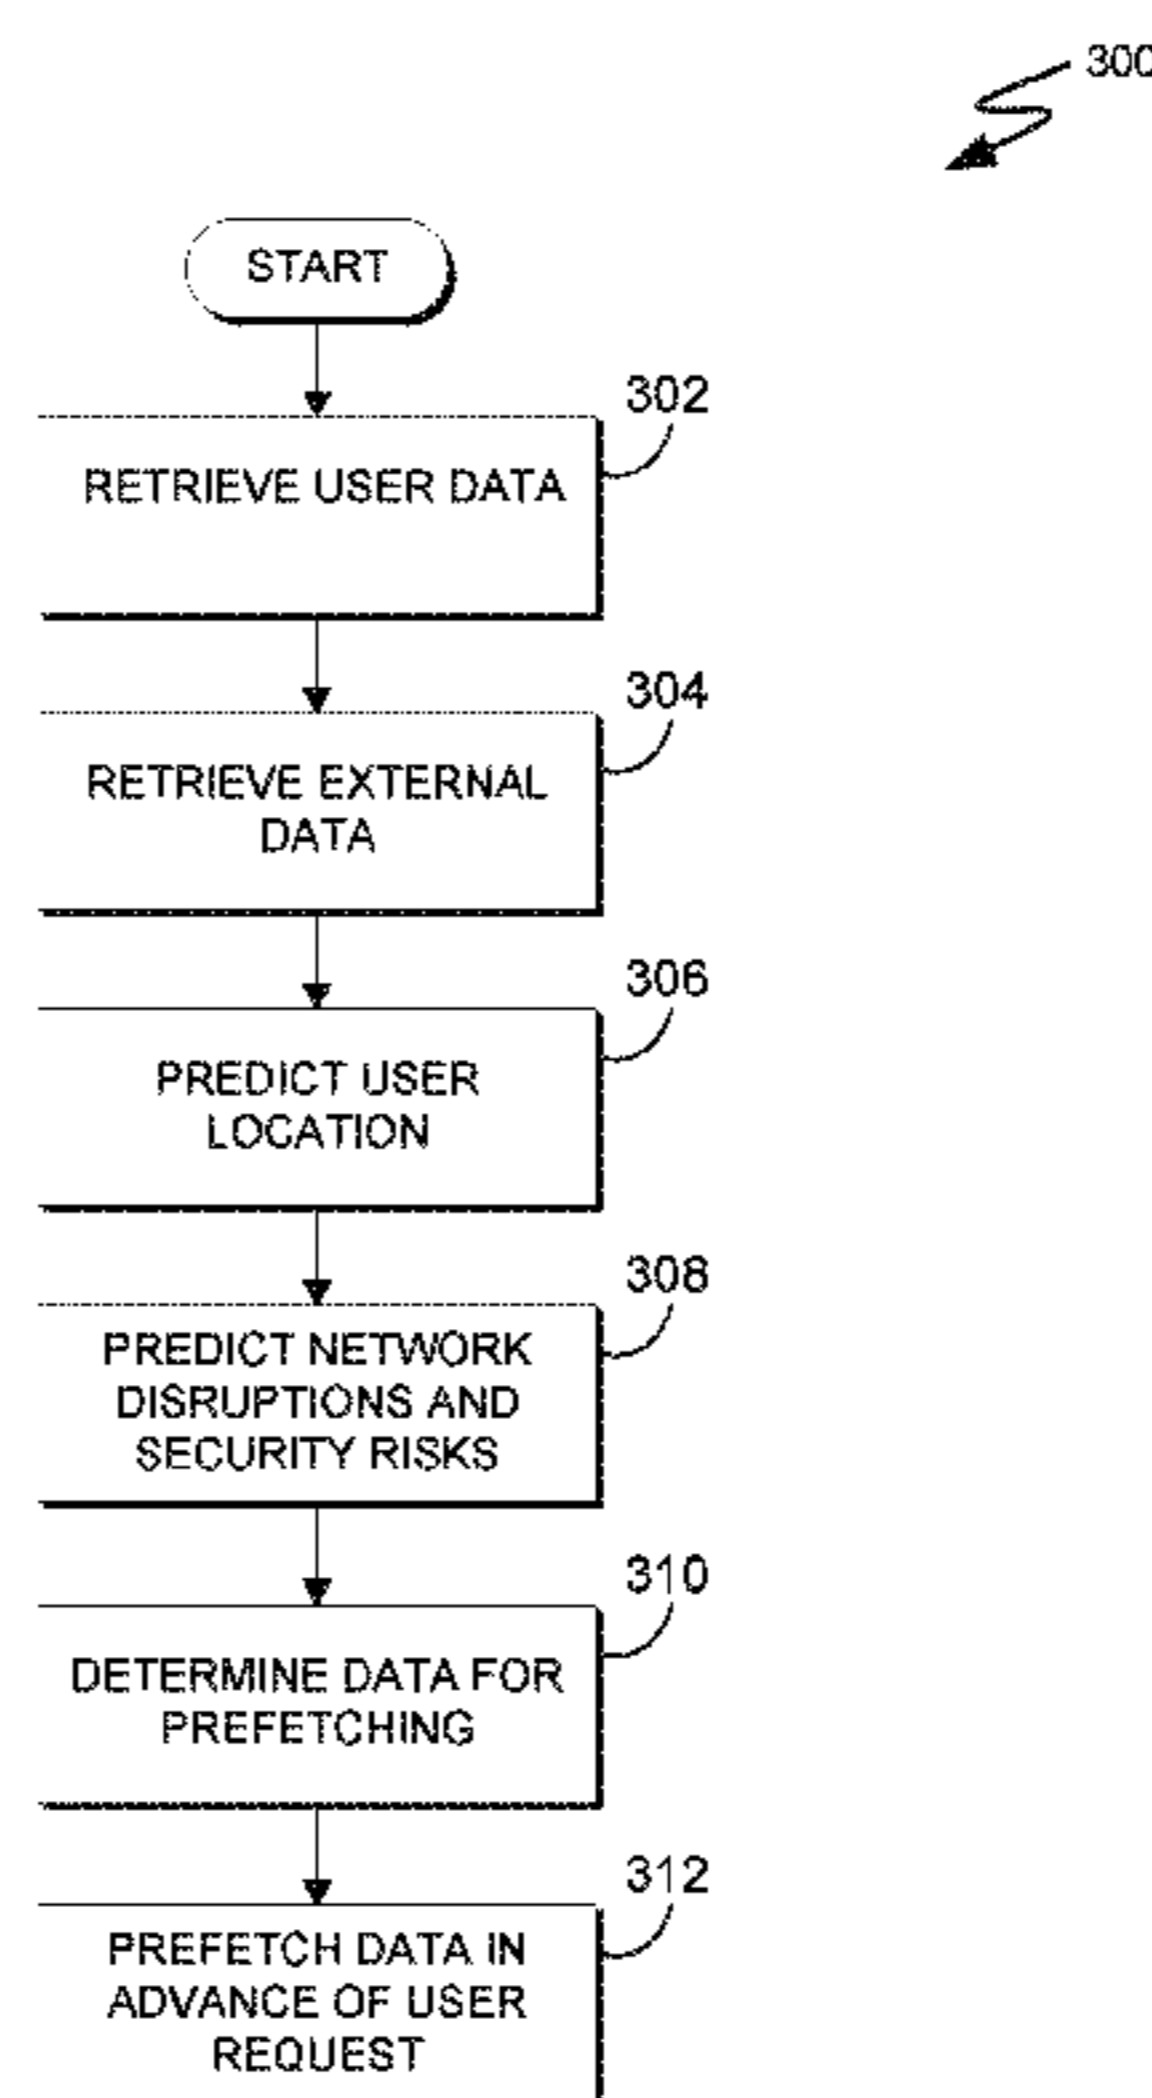 300
START
302
RETRIEVE USER DATA
304
RETRIEVE EXTERNAL
DATA
306
PREDICT USER
LOCATION
308
PREDICT NETWORK
DISRUPTIONS AND
SECURITY RISKS
310
DETERMINE DATA FOR
PREFETCHING
312
PREFETCH DATA IN
ADVANCE OF USER
REQUEST